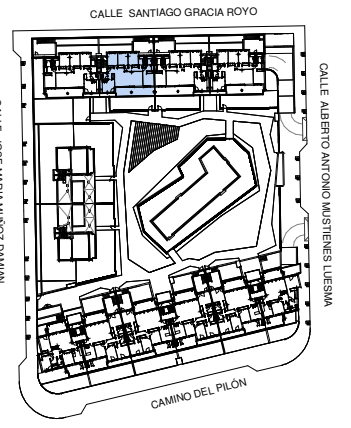 CALLE SANTIAGO GRACIA ROYO
CALLE ALBERTO ANTONIO MUSTIENES LUESMA
CAMINO DEL PILÓN